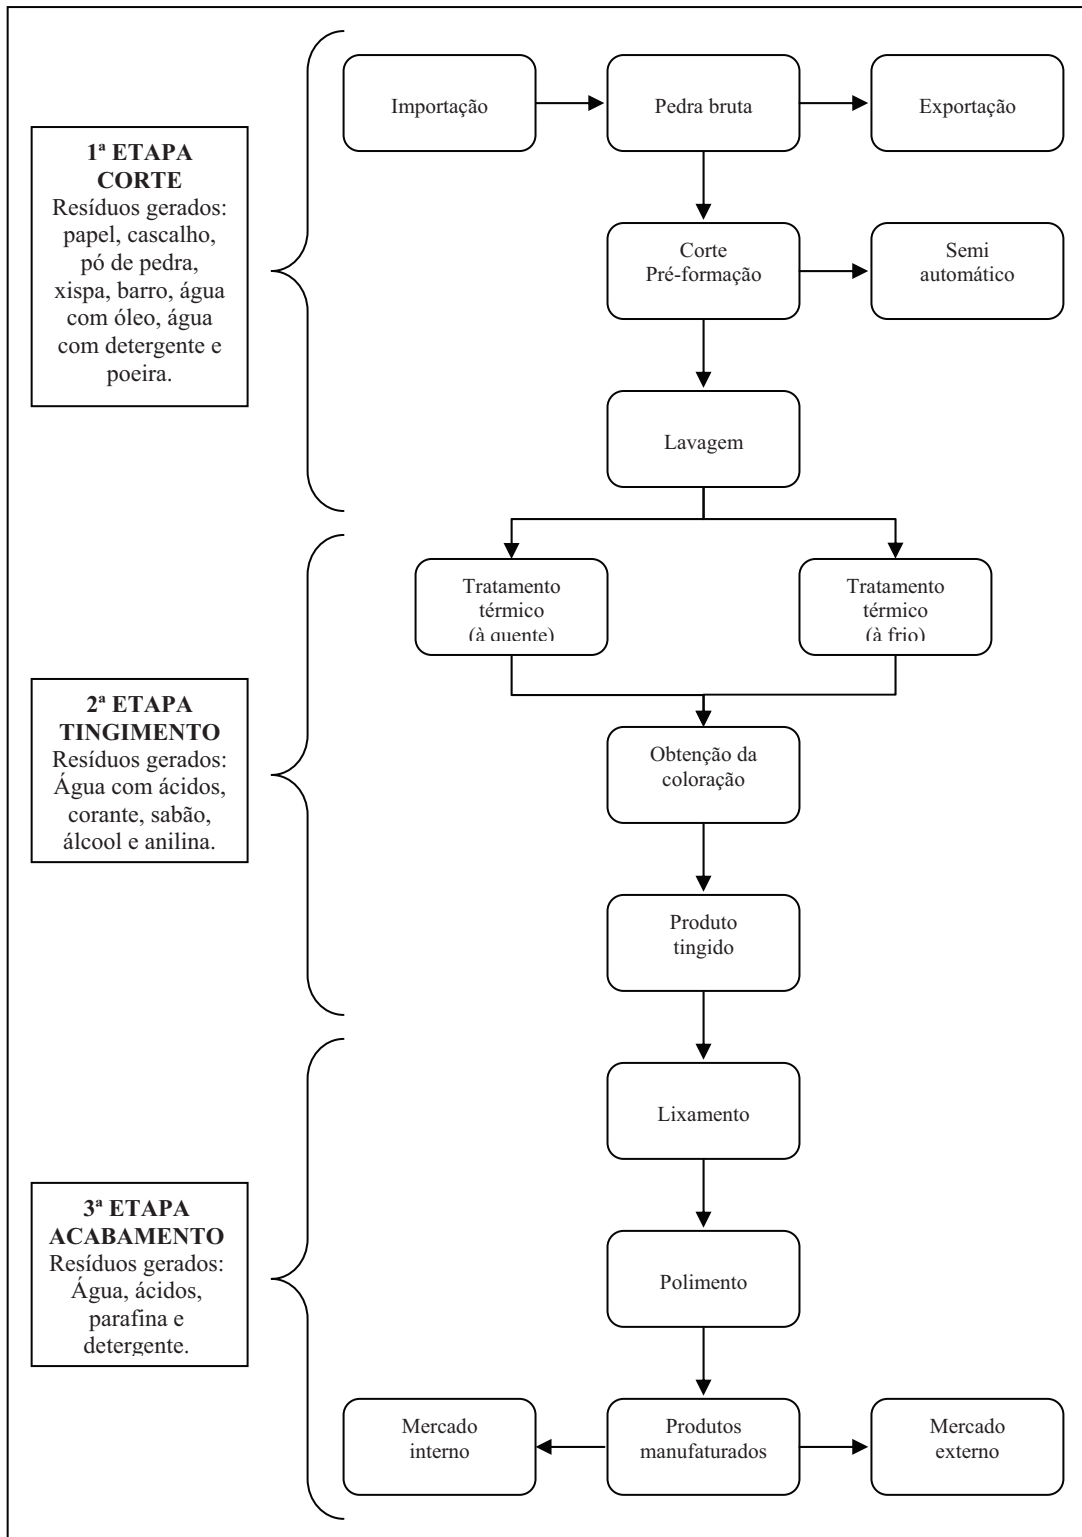 Importação
Pedra bruta
Exportação
1ª ETAPA
CORTE
Resíduos gerados:
papel, cascalho,
pó de pedra,
xispa, barro, água
com óleo, água
com detergente e
poeira.
Corte
Pré-formação
Semi
automático
Lavagem
Tratamento
térmico
(à quente)
Tratamento
térmico
(à frio)
2ª ETAPA
TINGIMENTO
Resíduos gerados:
Água com ácidos,
corante, sabão,
álcool e anilina.
Obtenção da
coloração
Produto
tingido
Lixamento
3ª ETAPA
ACABAMENTO
Resíduos gerados:
Água, ácidos,
parafina e
detergente.
Polimento
Mercado
interno
Produtos
manufaturados
Mercado
externo